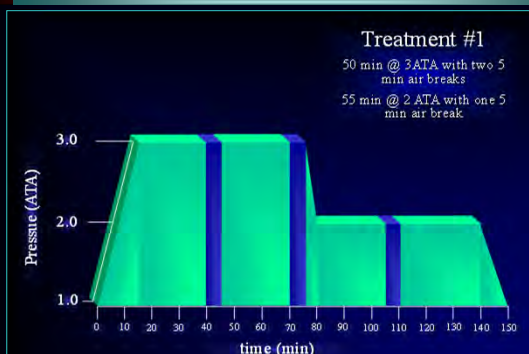 Treatment #1
50 min @ 3 ATA with two 5
min air breaks
55 min @ 2 ATA with one 5
min air break
Pressue (ATA)
3.0
2.0
1.0
0 10 20 30 40 50 60 70 80 90 100 110 120 130 140 150
time (min)